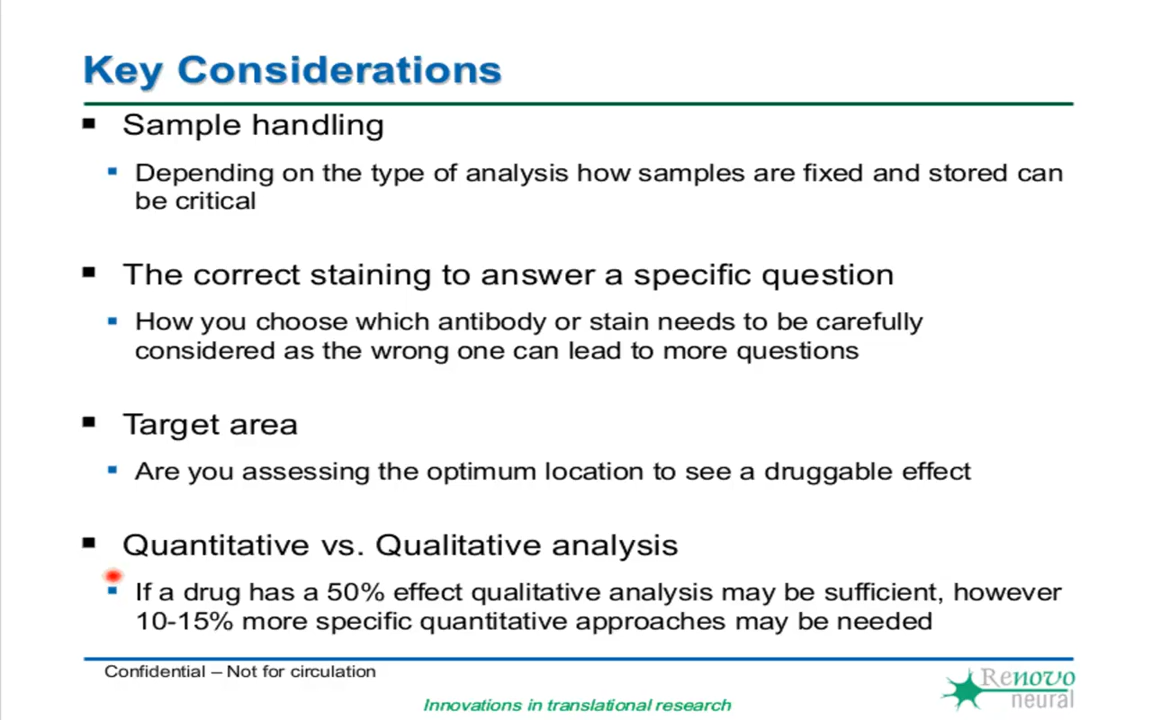 Key Considerations
Sample handling
Depending on the type of analysis how samples are fixed and stored can
be critical
The correct staining to answer a specific question
How you choose which antibody or stain needs to be carefully
considered as the wrong one can lead to more questions
Target area
Are you assessing the optimum location to see a druggable effect
Quantitative vs. Qualitative analysis
If a drug has a 50% effect qualitative analysis may be sufficient, however
10-15% more specific quantitative approaches may be needed
Confidential – Not for circulation
Renovo
neural
Innovations in translational research